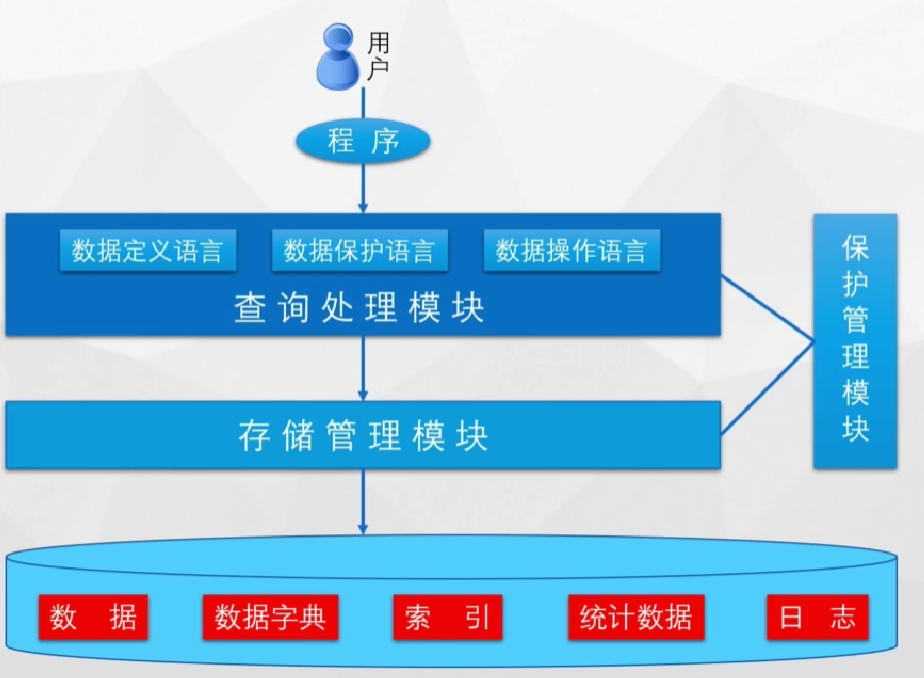 用户
程 序
数据定义语言
数据保护语言
数据操作语言
查询处理模块
保护管理模块
存储管理模块
数 据
数据字典
索 引
统计数据
日 志